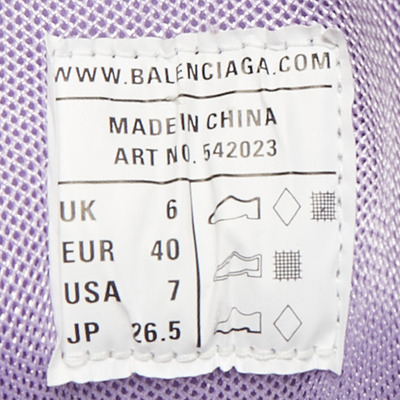 WWW.BALENCIAGA.COM
MADE IN CHINA
ART NO. 542023
UK 6
EUR 40
USA 7
JP 26.5